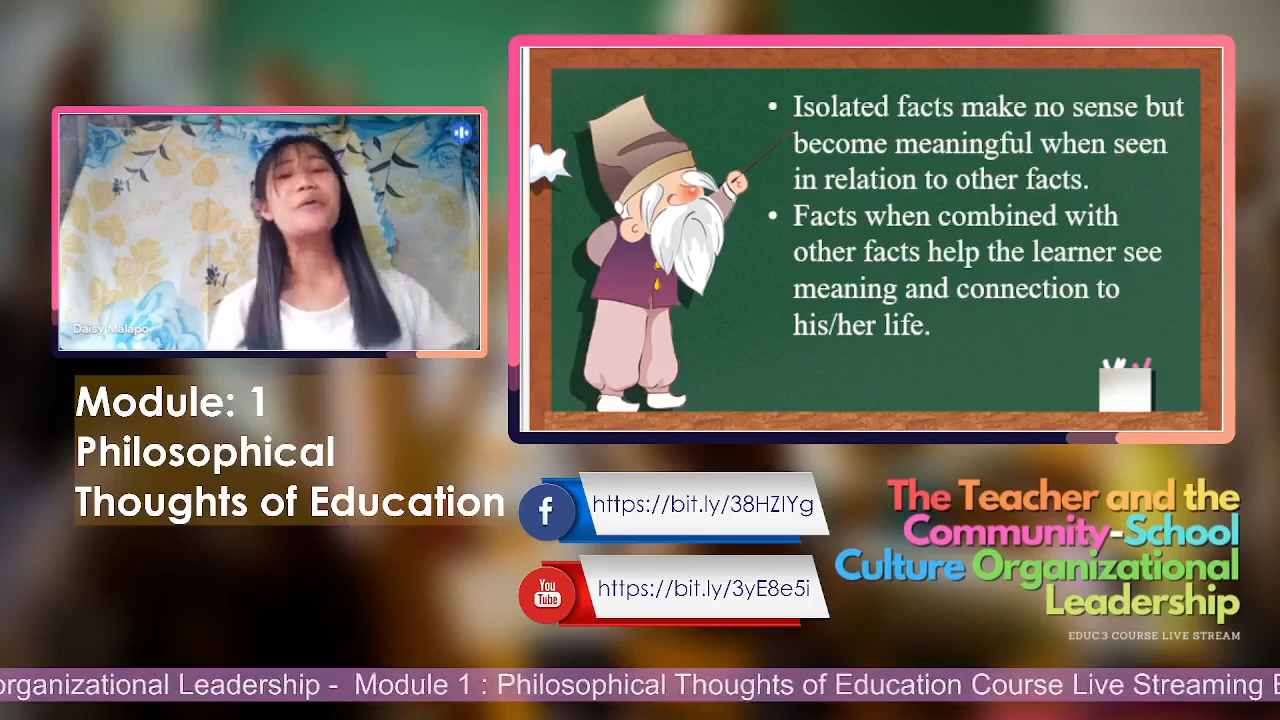 Daisy Malapo
Module: 1
Philosophical
Thoughts of Education
• Isolated facts make no sense but
become meaningful when seen
in relation to other facts.
• Facts when combined with
other facts help the learner see
meaning and connection to
his/her life.
f
https://bit.ly/38HZIYg
You
Tube
https://bit.ly/3yE8e5i
The Teacher and the
Community-School
Culture Organizational
Leadership
EDUC.3 COURSE LIVE STREAM
organizational Leadership - Module 1 : Philosophical Thoughts of Education Course Live Streaming E